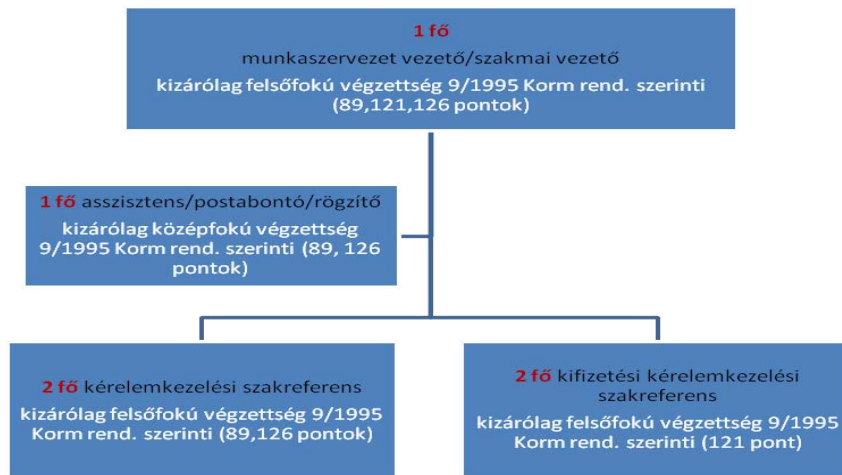 1 fő
munkaszervezet vezető/szakmai vezető
kizárólag felsőfokú végzettség 9/1995 Korm rend. szerinti
(89,121,126 pontok)
1 fő asszisztens/postabontó/rögzítő
kizárólag középfokú végzettség
9/1995 Korm rend. szerinti (89, 126
pontok)
2 fő kérelemkezelési szakreferens
kizárólag felsőfokú végzettség 9/1995
Korm rend. szerinti (89,126 pontok)
2 fő kifizetési kérelemkezelési
szakreferens
kizárólag felsőfokú végzettség 9/1995
Korm rend. szerinti (121 pont)